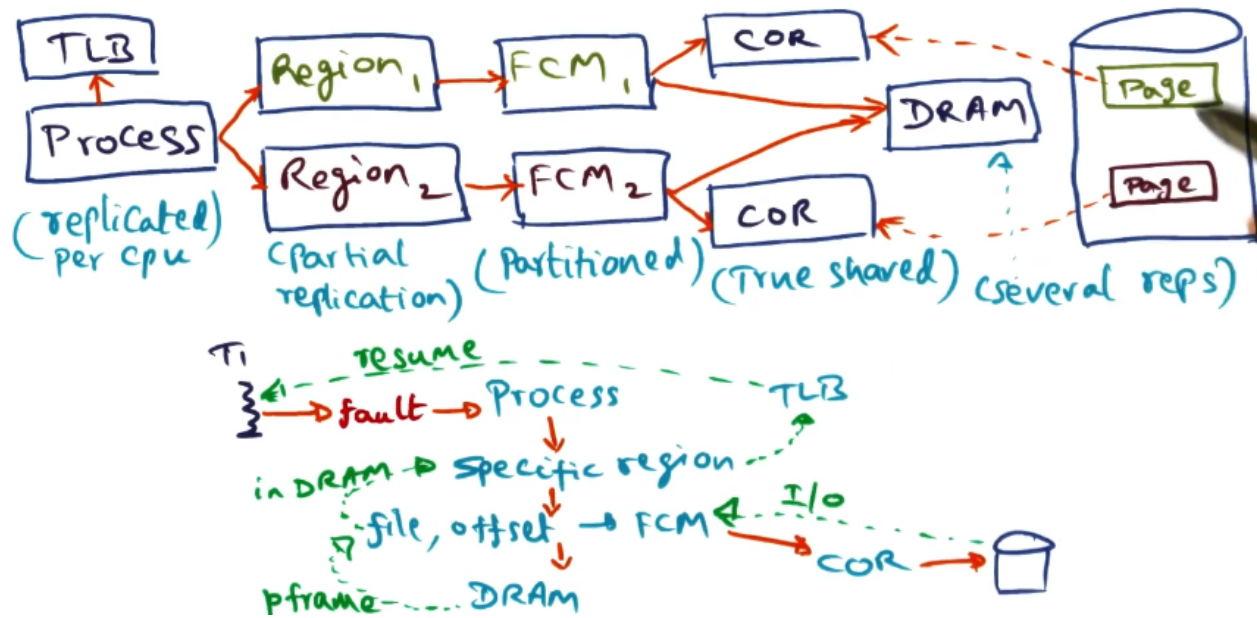 TLB
Process
(replicated)
per cpu
Region1
Region2
(Partial
replication)
FCM1
FCM2
(Partitioned)
COR
COR
(True shared)
DRAM
(several reps)
Page
Page
T1
resume
fault
Process
TLB
in DRAM
specific region
file, offset
FCM
I/O
COR
pframe
DRAM